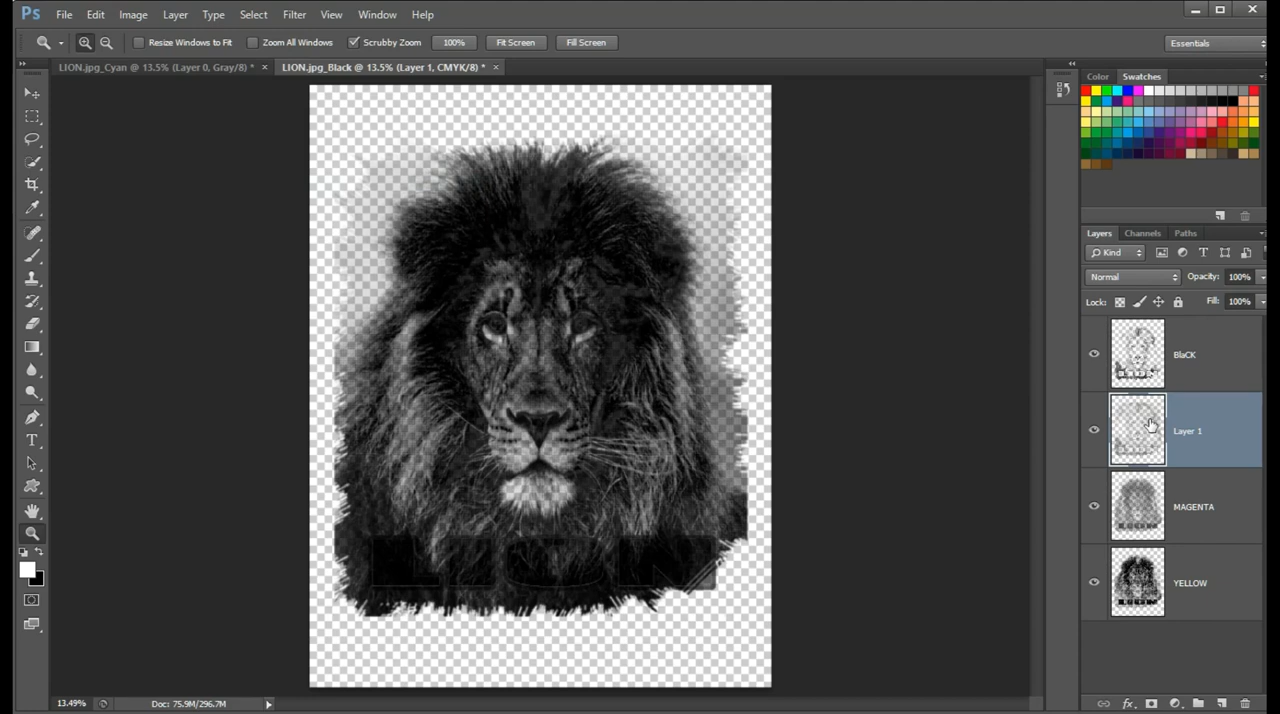 Ps File Edit Image Layer Type Select Filter View Window Help
Resize Windows to Fit Zoom All Windows Scrubby Zoom 100% Fit Screen Fill Screen Essentials
LION.jpg_Cyan @ 13.5% (Layer 0, Gray/8) * × LION.jpg_Black @ 13.5% (Layer 1, CMYK/8) * ×
Color Swatches
Layers Channels Paths
Kind
Normal Opacity: 100%
Lock: Fill: 100%
BlaCK
Layer 1
MAGENTA
YELLOW
LION
13.49% Doc: 75.9M/296.7M